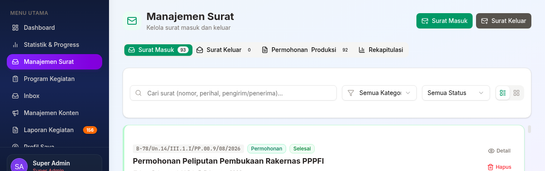 MENU UTAMA
Dashboard
Statistik & Progress
Manajemen Surat
Program Kegiatan
Inbox
Manajemen Konten
Laporan Kegiatan
SA
Super Admin
Manajemen Surat
Kelola surat masuk dan keluar
Surat Masuk
Surat Keluar
Surat Masuk 93
Surat Keluar 0
Permohonan Produksi 92
Rekapitulasi
Cari surat (nomor, perihal, pengirim/penerima)...
Semua Kategor
Semua Status
B-78/Un.14/III.1.I/PP.00.9/08/2026
Permohonan
Selesai
Permohonan Peliputan Pembukaan Rakernas PPPFI
Detail
Hapus